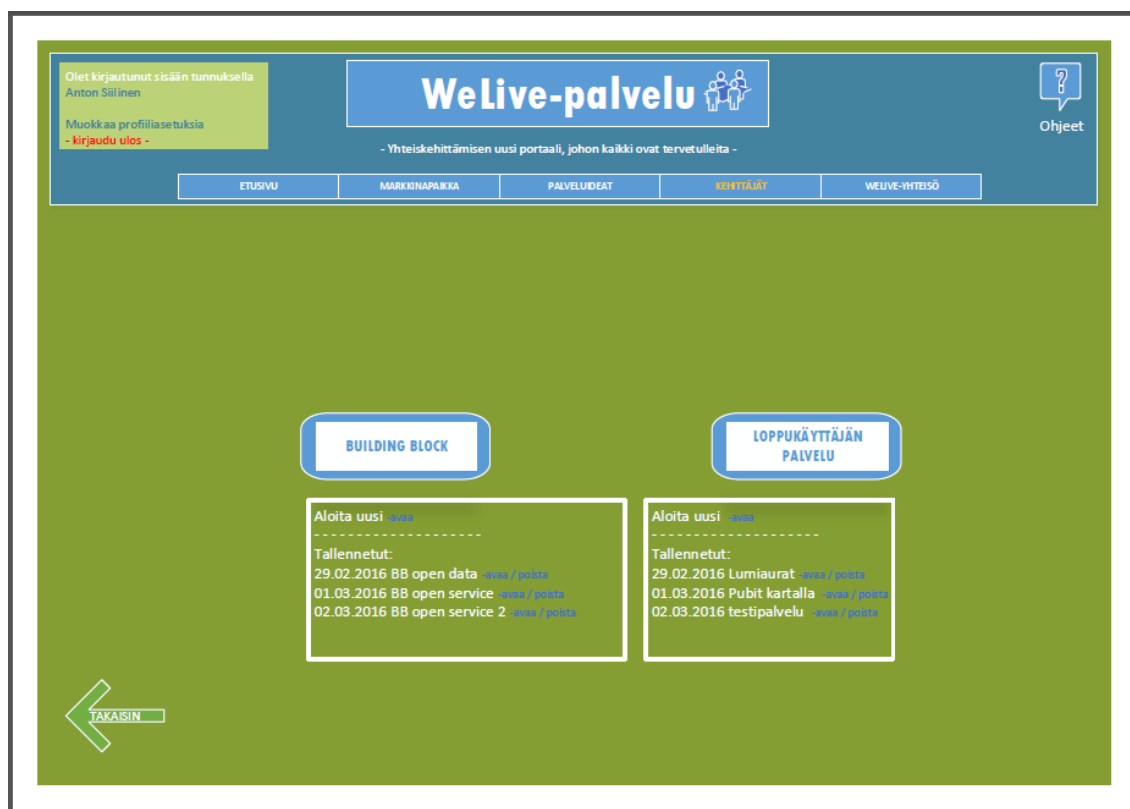 Olet kirjautunut sisään tunnuksella
Anton Siilinen
Muokkaa profiiliasetuksia
- kirjaudu ulos -
WeLive-palvelu
- Yhteiskehittämisen uusi portaali, johon kaikki ovat tervetulleita -
?
Ohjeet
ETUSIVU MARKKINAPAIKKA PALVELUIDEAT KEHITTÄJÄT WELIVE-YHTEISÖ
BUILDING BLOCK
Aloita uusi -avaa
- - - - - - - - - - - - - - - - - - - -
Tallennetut:
29.02.2016 BB open data -avaa / poista
01.03.2016 BB open service -avaa / poista
02.03.2016 BB open service 2 -avaa / poista
LOPPUKÄYTTÄJÄN
PALVELU
Aloita uusi -avaa
- - - - - - - - - - - - - - - - - - - -
Tallennetut:
29.02.2016 Lumiaurat -avaa / poista
01.03.2016 Pubit kartalla -avaa / poista
02.03.2016 testipalvelu -avaa / poista
TAKAISIN